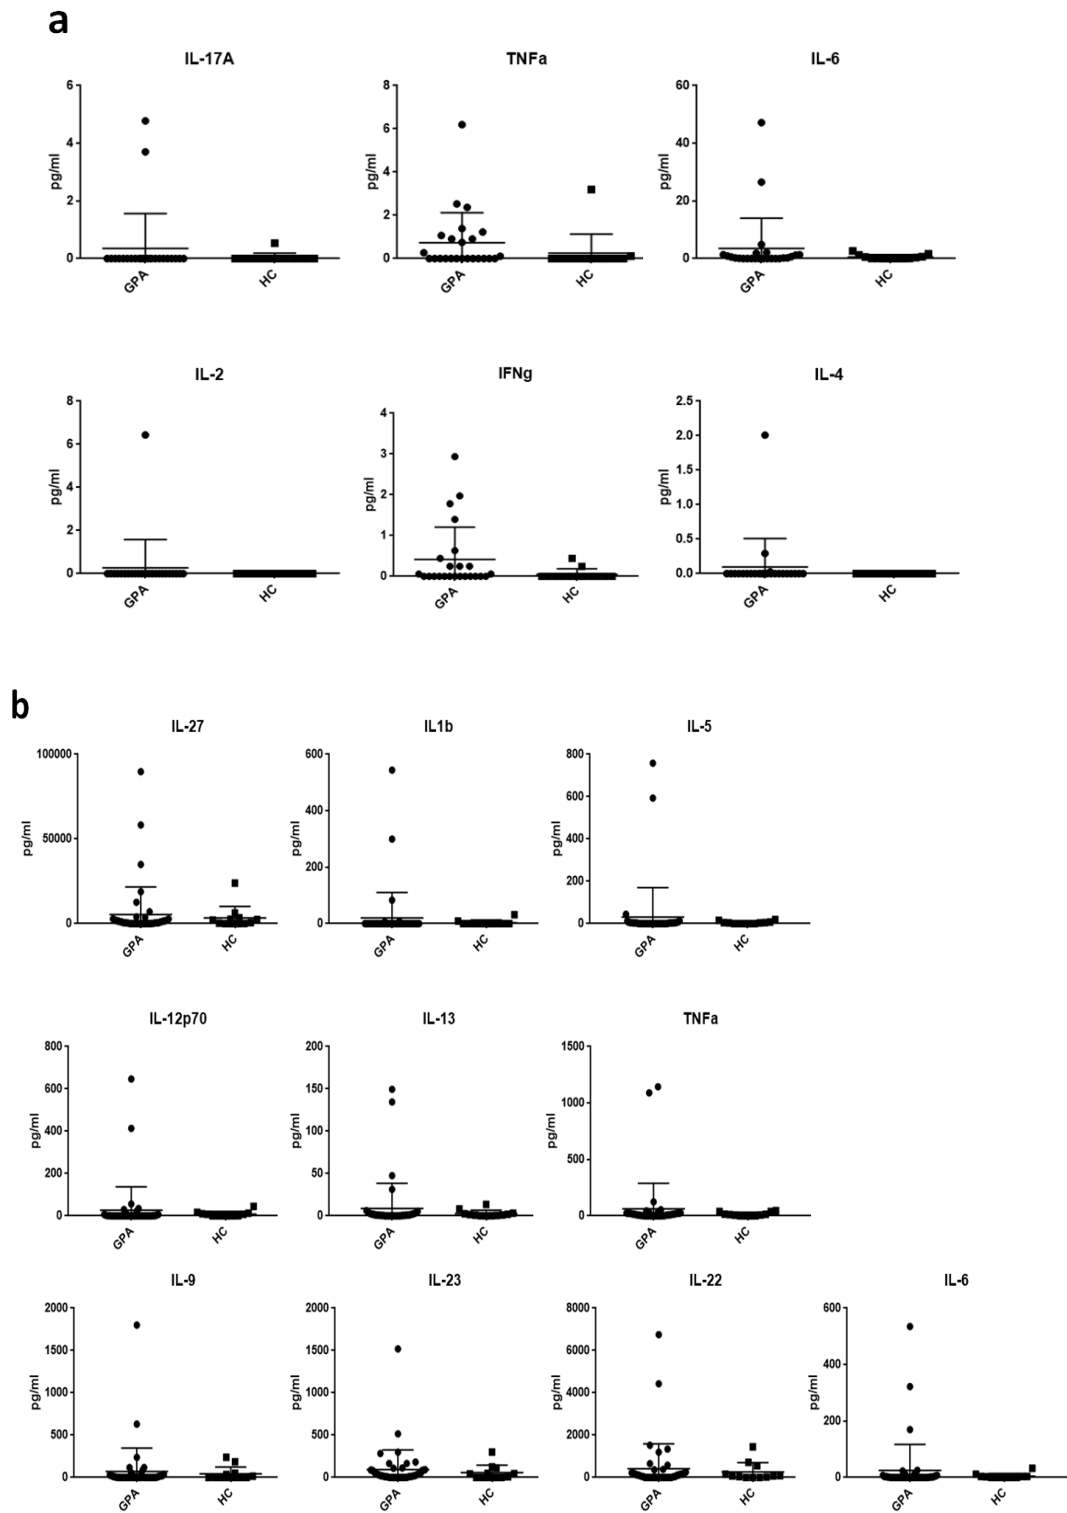 a
IL-17A
TNFa
IL-6
6
4
2
0
pg/ml
GPA
HC
8
6
4
2
0
pg/ml
GPA
HC
60
40
20
0
pg/ml
GPA
HC
IL-2
IFNg
IL-4
8
6
4
2
0
pg/ml
GPA
HC
4
3
2
1
0
pg/ml
GPA
HC
2.5
2.0
1.5
1.0
0.5
0.0
pg/ml
GPA
HC
b
IL-27
IL1b
IL-5
100000
50000
0
pg/ml
GPA
HC
600
400
200
0
pg/ml
GPA
HC
800
600
400
200
0
pg/ml
GPA
HC
IL-12p70
IL-13
TNFa
800
600
400
200
0
pg/ml
GPA
HC
200
150
100
50
0
pg/ml
GPA
HC
1500
1000
500
0
pg/ml
GPA
HC
IL-9
IL-23
IL-22
IL-6
2000
1500
1000
500
0
pg/ml
GPA
HC
2000
1500
1000
500
0
pg/ml
GPA
HC
8000
6000
4000
2000
0
pg/ml
GPA
HC
600
400
200
0
pg/ml
GPA
HC